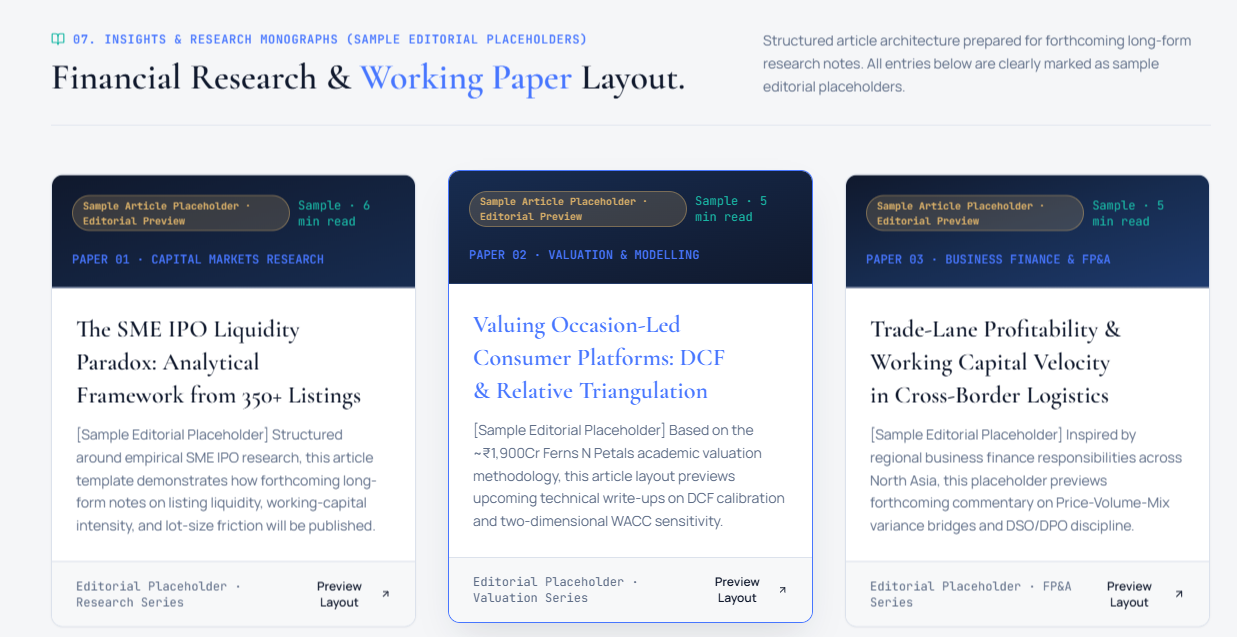 07. INSIGHTS & RESEARCH MONOGRAPHS (SAMPLE EDITORIAL PLACEHOLDERS)
Financial Research & Working Paper Layout.
Structured article architecture prepared for forthcoming long-form
research notes. All entries below are clearly marked as sample
editorial placeholders.
Sample Article Placeholder ·
Editorial Preview
Sample · 6
min read
PAPER 01 · CAPITAL MARKETS RESEARCH
The SME IPO Liquidity
Paradox: Analytical
Framework from 350+ Listings
[Sample Editorial Placeholder] Structured
around empirical SME IPO research, this article
template demonstrates how forthcoming long-
form notes on listing liquidity, working-capital
intensity, and lot-size friction will be published.
Editorial Placeholder ·
Research Series
Preview
Layout
Sample Article Placeholder ·
Editorial Preview
Sample · 5
min read
PAPER 02 · VALUATION & MODELLING
Valuing Occasion-Led
Consumer Platforms: DCF
& Relative Triangulation
[Sample Editorial Placeholder] Based on the
~₹1,900Cr Ferns N Petals academic valuation
methodology, this article layout previews
upcoming technical write-ups on DCF calibration
and two-dimensional WACC sensitivity.
Editorial Placeholder ·
Valuation Series
Preview
Layout
Sample Article Placeholder ·
Editorial Preview
Sample · 5
min read
PAPER 03 · BUSINESS FINANCE & FP&A
Trade-Lane Profitability &
Working Capital Velocity
in Cross-Border Logistics
[Sample Editorial Placeholder] Inspired by
regional business finance responsibilities across
North Asia, this placeholder previews
forthcoming commentary on Price-Volume-Mix
variance bridges and DSO/DPO discipline.
Editorial Placeholder · FP&A
Series
Preview
Layout